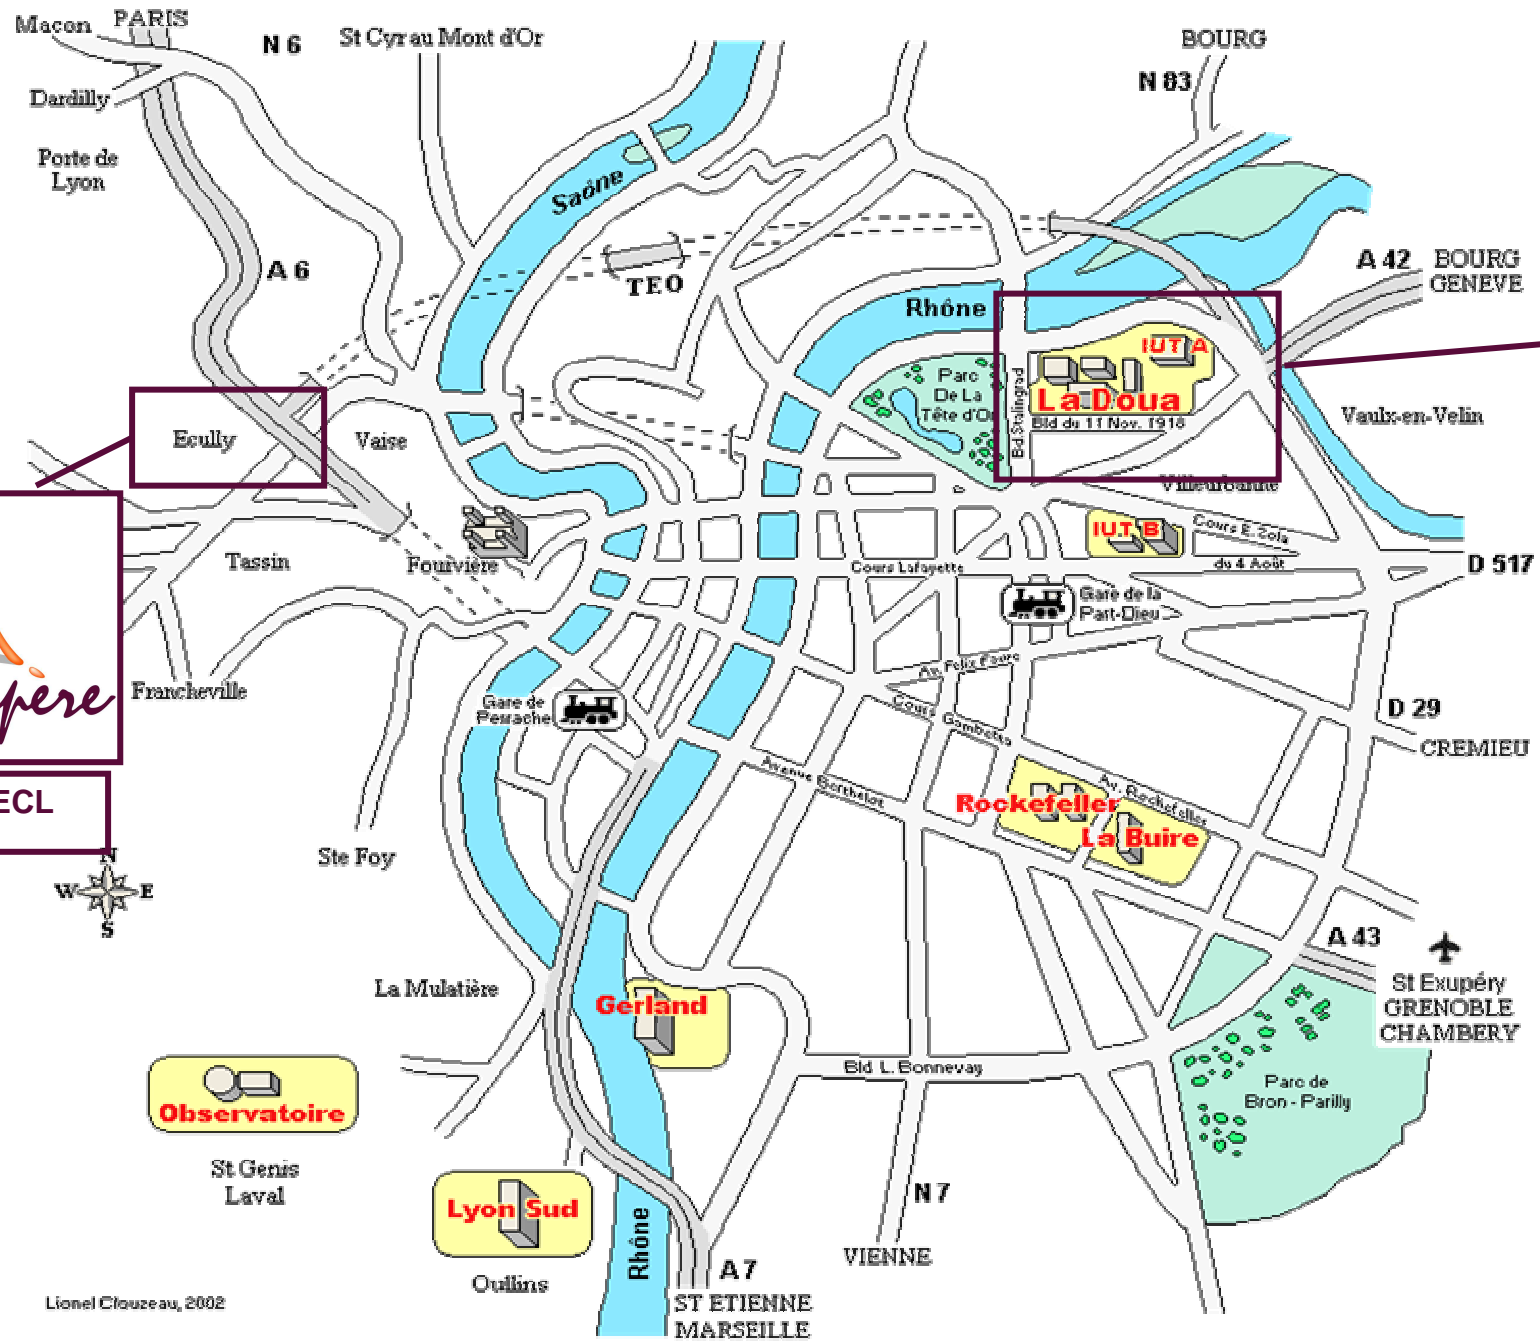 PARIS
Macon
N 6
St Cyr au Mont d'Or
BOURG
N 83
Dardilly
Porte de
Lyon
Saône
A 6
TEO
A 42
BOURG
GENEVE
Rhône
IUT A
Parc
De La
Tête d'Or
Bd.Stalingrad
La Doua
Bld du 11 Nov. 1918
Vaulx-en-Velin
Ecully
Vaise
Villeurbanne
IUT B
Cours E. Zola
Tassin
Fourvière
Cours Lafayette
du 4 Août
D 517
Gare de la
Part-Dieu
Av. Felix Faure
Francheville
père
Gare de
Perrache
Cours Gambetta
D 29
CREMIEU
Avenue Berthelot
Av. Rockefeller
Rockefeller
La Buire
ECL
N
W E
S
Ste Foy
A 43
St Exupéry
GRENOBLE
CHAMBERY
La Mulatière
Gerland
Bld L. Bonnevay
Parc de
Bron - Parilly
Observatoire
St Genis
Laval
Lyon Sud
Oullins
Rhône
N 7
VIENNE
A 7
ST ETIENNE
MARSEILLE
Lionel Clouzeau, 2002